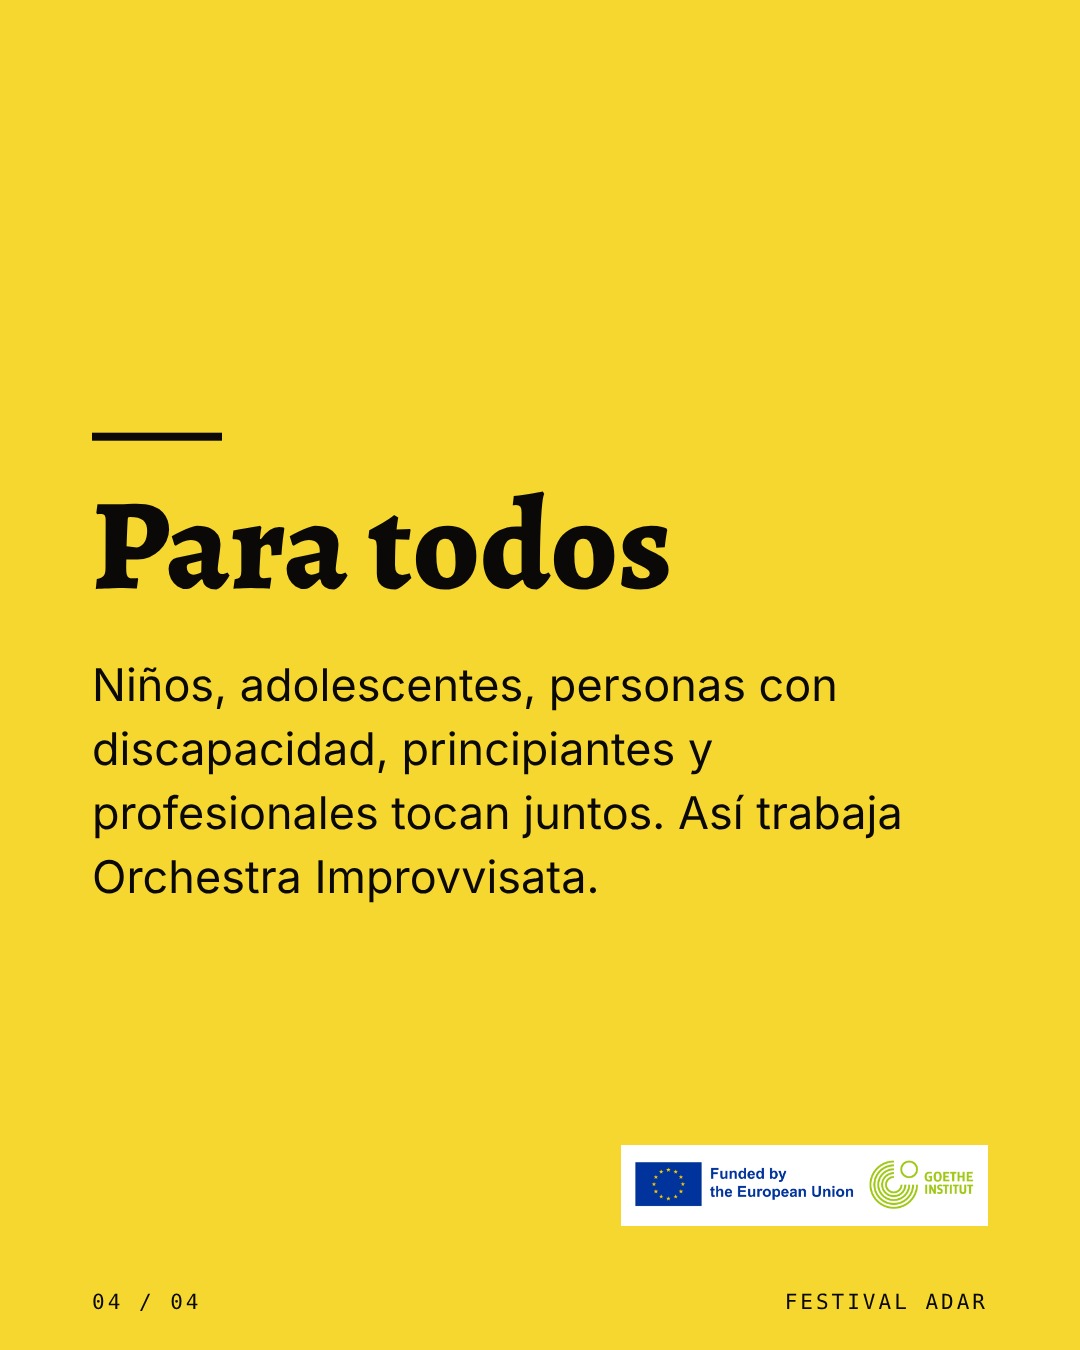 Para todos
Niños, adolescentes, personas con
discapacidad, principiantes y
profesionales tocan juntos. Así trabaja
Orchestra Improvvisata.
Funded by
the European Union
GOETHE
INSTITUT
04 / 04
FESTIVAL ADAR